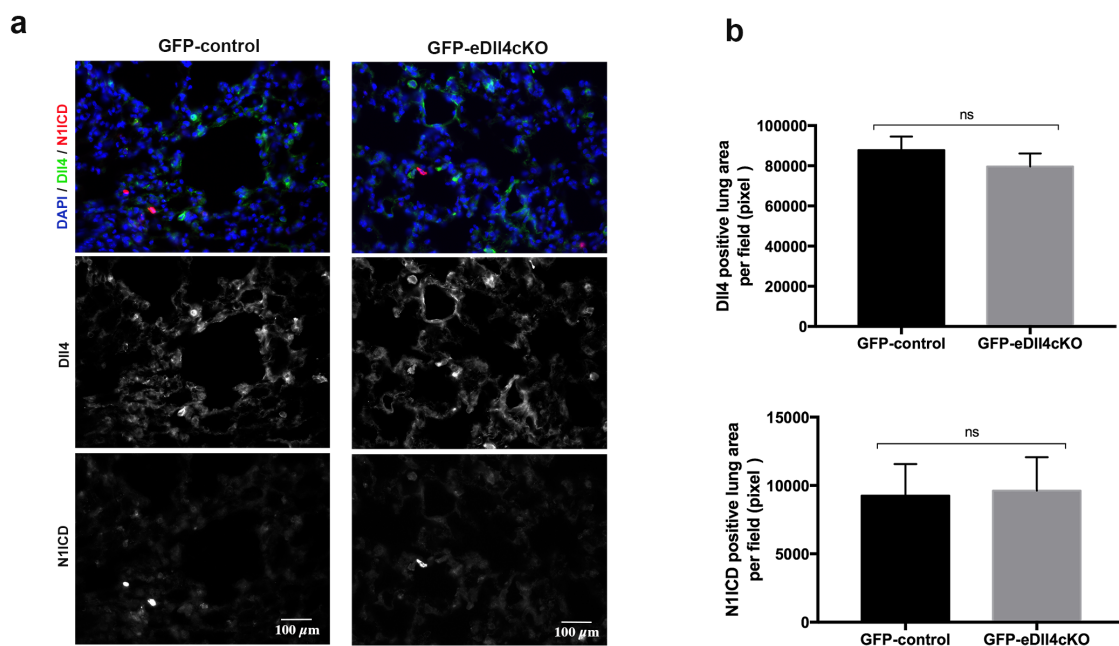 a
GFP-control
GFP-eDll4cKO
DAPI / Dll4 / N1ICD
Dll4
N1ICD
100 µm
100 µm
b
Dll4 positive lung area
per field (pixel )
100000
80000
60000
40000
20000
0
ns
GFP-control
GFP-eDll4cKO
N1ICD positive lung area
per field (pixel )
15000
10000
5000
0
ns
GFP-control
GFP-eDll4cKO